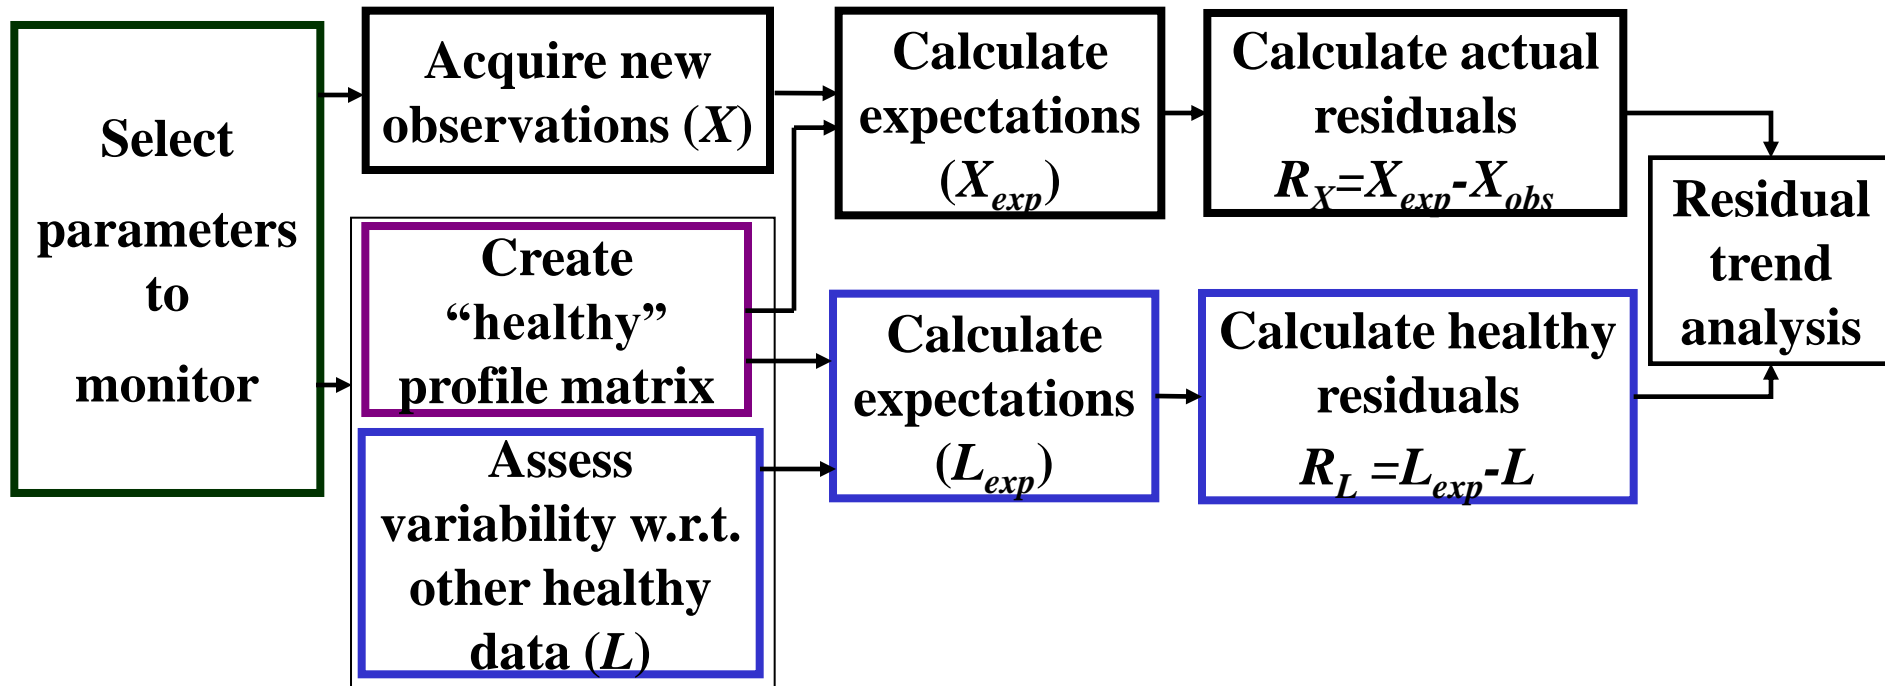 Select
parameters
to
monitor
Acquire new
observations (X)
Create
“healthy”
profile matrix
Assess
variability w.r.t.
other healthy
data (L)
Calculate
expectations
(Xexp)
Calculate
expectations
(Lexp)
Calculate actual
residuals
RX=Xexp-Xobs
Calculate healthy
residuals
RL =Lexp-L
Residual
trend
analysis